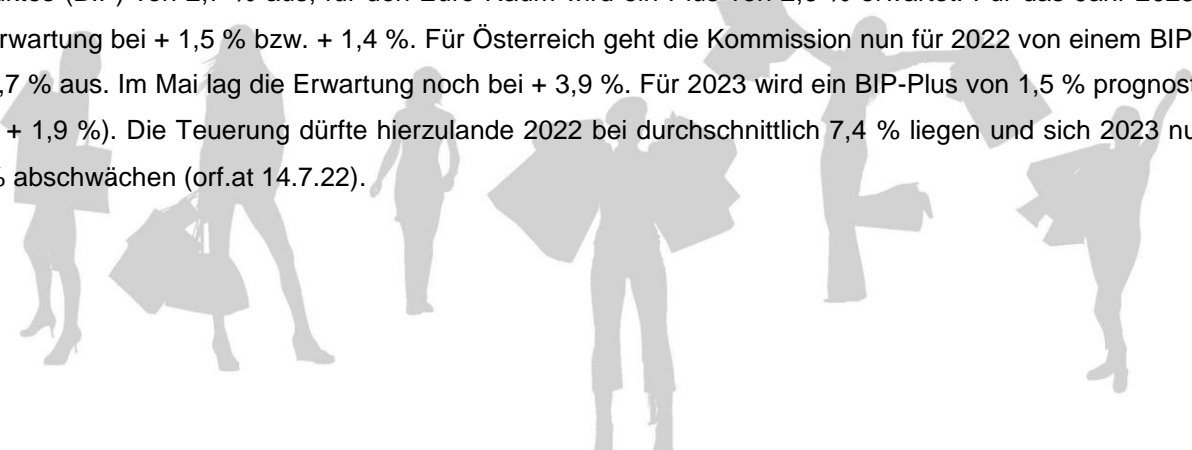 (BIP) von 2,7 % aus, für den Euro-Raum wird ein Plus von 2,6 % erwartet. Für das Jahr
rwartung bei + 1,5 % bzw. + 1,4 %. Für Österreich geht die Kommission nun für 2022 von einem BIP
,7 % aus. Im Mai lag die Erwartung noch bei + 3,9 %. Für 2023 wird ein BIP-Plus von 1,5 % prognost
+ 1,9 %). Die Teuerung dürfte hierzulande 2022 bei durchschnittlich 7,4 % liegen und sich 2023 nu
% abschwächen (orf.at 14.7.22).